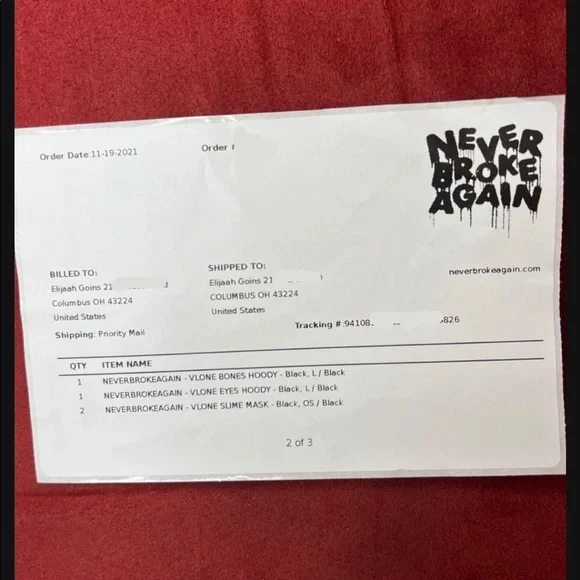 Order Date:11-19-2021
Order #
NEVER
BROKE
AGAIN
BILLED TO:
Elijaah Goins 21
Columbus OH 43224
United States
Shipping: Priority Mail
SHIPPED TO:
Elijaah Goins 21
COLUMBUS OH 43224
United States
neverbrokeagain.com
Tracking #:94108 826
QTY ITEM NAME
1 NEVERBROKEAGAIN - VLONE BONES HOODY - Black, L / Black
1 NEVERBROKEAGAIN - VLONE EYES HOODY - Black, L / Black
2 NEVERBROKEAGAIN - VLONE SLIME MASK - Black, OS / Black
2 of 3